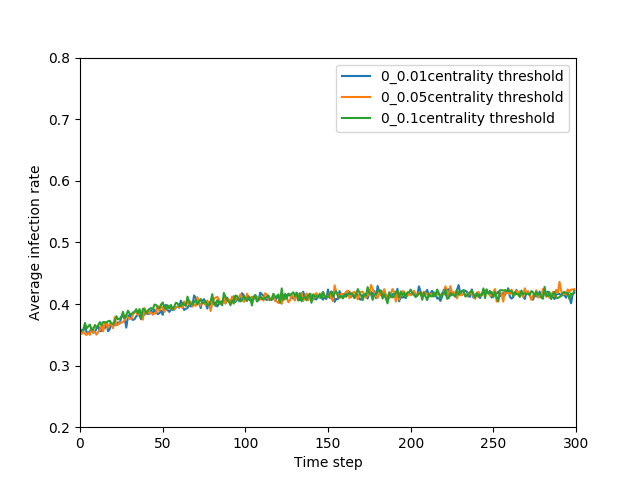 0.8
0.7
0.6
0.5
0.4
0.3
0.2
Average infection rate
0_0.01centrality threshold
0_0.05centrality threshold
0_0.1centrality threshold
0 50 100 150 200 250 300
Time step